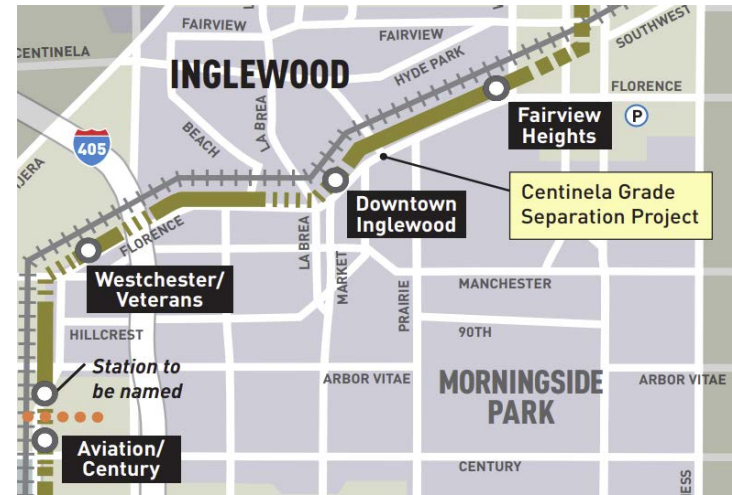 FAIRVIEW
FAIRVIEW
SOUTHWEST
CENTINELA
INGLEWOOD
HYDE PARK
FLORENCE
LA BREA
BEACH
Fairview
Heights
P
405
Centinela Grade
Separation Project
Downtown
Inglewood
FLORENCE
LA BREA
MARKET
PRAIRIE
Westchester/
Veterans
MANCHESTER
HILLCREST
90TH
Station to
be named
ARBOR VITAE
MORNINGSIDE
PARK
ARBOR VITAE
Aviation/
Century
CENTURY